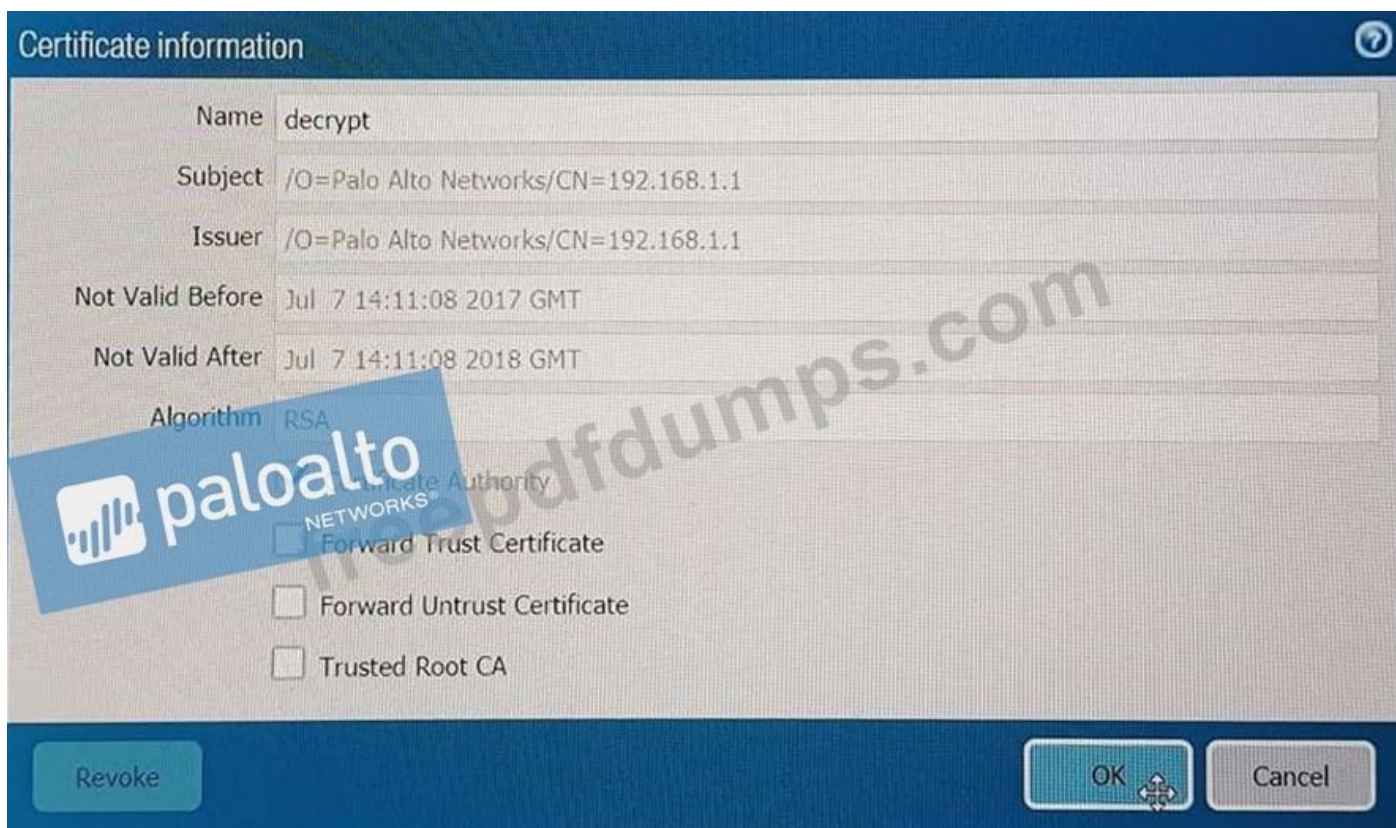 Certificate information
?
Name decrypt
Subject /O=Palo Alto Networks/CN=192.168.1.1
Issuer /O=Palo Alto Networks/CN=192.168.1.1
Not Valid Before Jul 7 14:11:08 2017 GMT
Not Valid After Jul 7 14:11:08 2018 GMT
Algorithm RSA
Certificate Authority
Forward Trust Certificate
Forward Untrust Certificate
Trusted Root CA
Revoke
OK
Cancel
paloalto
NETWORKS®
freepdfdumps.com